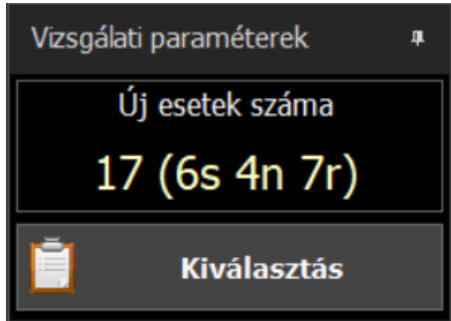 Vizsgálati paraméterek
Új esetek száma
17 (6s 4n 7r)
Kiválasztás